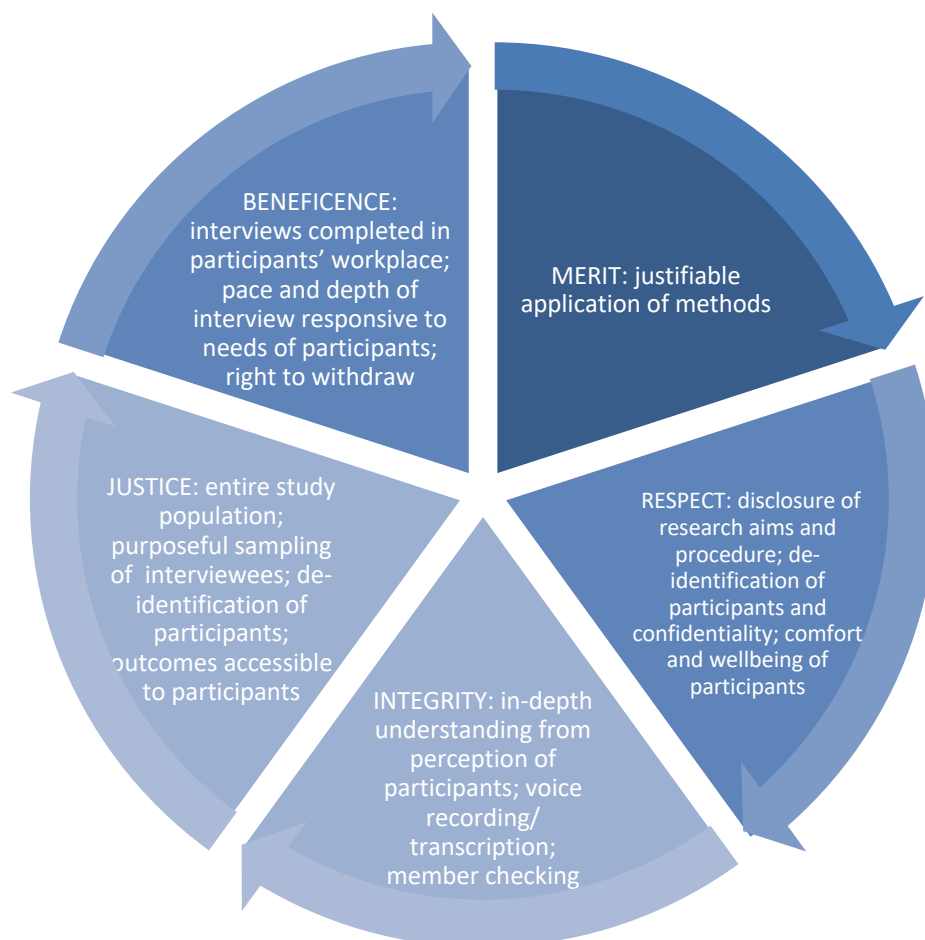 MERIT: justifiable
application of methods
RESPECT: disclosure of
research aims and
procedure; de-
identification of
participants and
confidentiality; comfort
and wellbeing of
participants
INTEGRITY: in-depth
understanding from
perception of
participants; voice
recording/
transcription;
member checking
JUSTICE: entire study
population;
purposeful sampling
of interviewees; de-
identification of
participants;
outcomes accessible
to participants
BENEFICENCE:
interviews completed in
participants’ workplace;
pace and depth of
interview responsive to
needs of participants;
right to withdraw